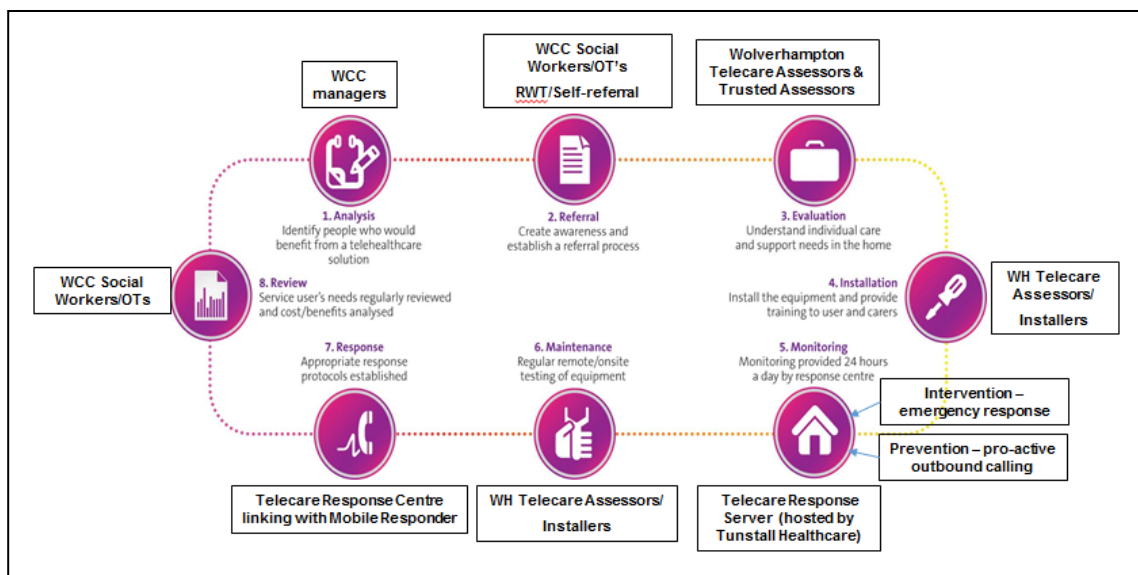 WCC
managers
WCC Social
Workers/OT's
RWT/Self-referral
Wolverhampton
Telecare Assessors &
Trusted Assessors
1. Analysis
Identify people who would
benefit from a telehealthcare
solution
2. Referral
Create awareness and
establish a referral process
3. Evaluation
Understand individual care
and support needs in the home
WCC Social
Workers/OTs
8. Review
Service user's needs regularly reviewed
and cost/benefits analysed
4. Installation
Install the equipment and provide
training to user and carers
WH Telecare
Assessors/
Installers
7. Response
Appropriate response
protocols established
6. Maintenance
Regular remote/onsite
testing of equipment
5. Monitoring
Monitoring provided 24 hours
a day by response centre
Intervention –
emergency response
Prevention – pro-active
outbound calling
Telecare Response Centre
linking with Mobile Responder
WH Telecare Assessors/
Installers
Telecare Response
Server (hosted by
Tunstall Healthcare)